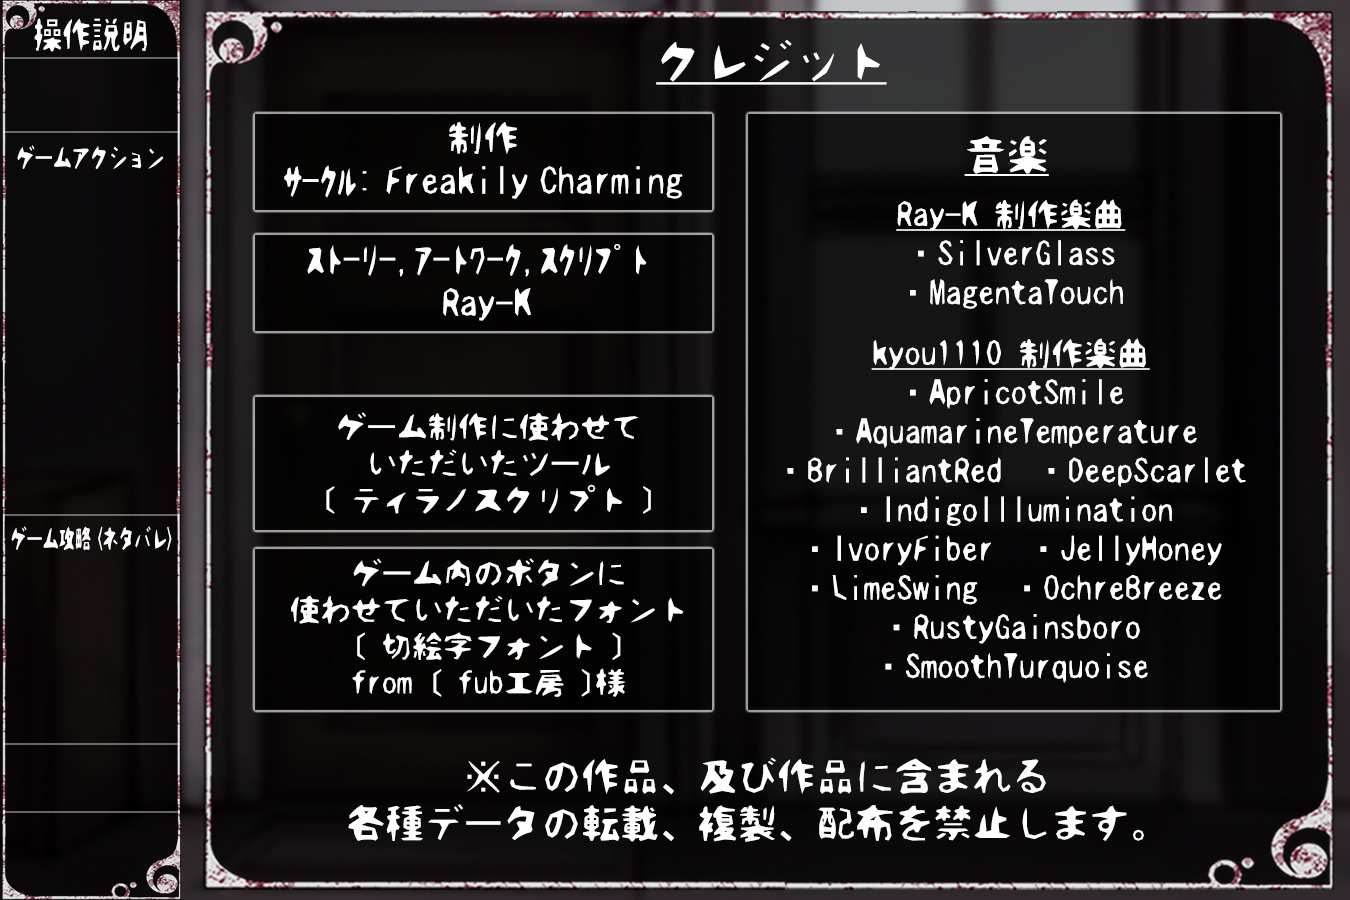 操作説明
ゲームアクション
ゲーム攻略(ネタバレ)
クレジット
制作
サークル: Freakily Charming
ストーリー,アートワーク,スクリプト
Ray-K
ゲーム制作に使わせて
いただいたツール
〔 ティラノスクリプト 〕
ゲーム内のボタンに
使わせていただいたフォント
〔 切絵字フォント 〕
from 〔 fub工房 〕様
音楽
Ray-K 制作楽曲
・SilverGlass
・MagentaTouch
kyou1110 制作楽曲
・ApricotSmile
・AquamarineTemperature
・BrilliantRed ・DeepScarlet
・IndigoIllumination
・IvoryFiber ・JellyHoney
・LimeSwing ・OchreBreeze
・RustyGainsboro
・SmoothTurquoise
※この作品、及び作品に含まれる
各種データの転載、複製、配布を禁止します。